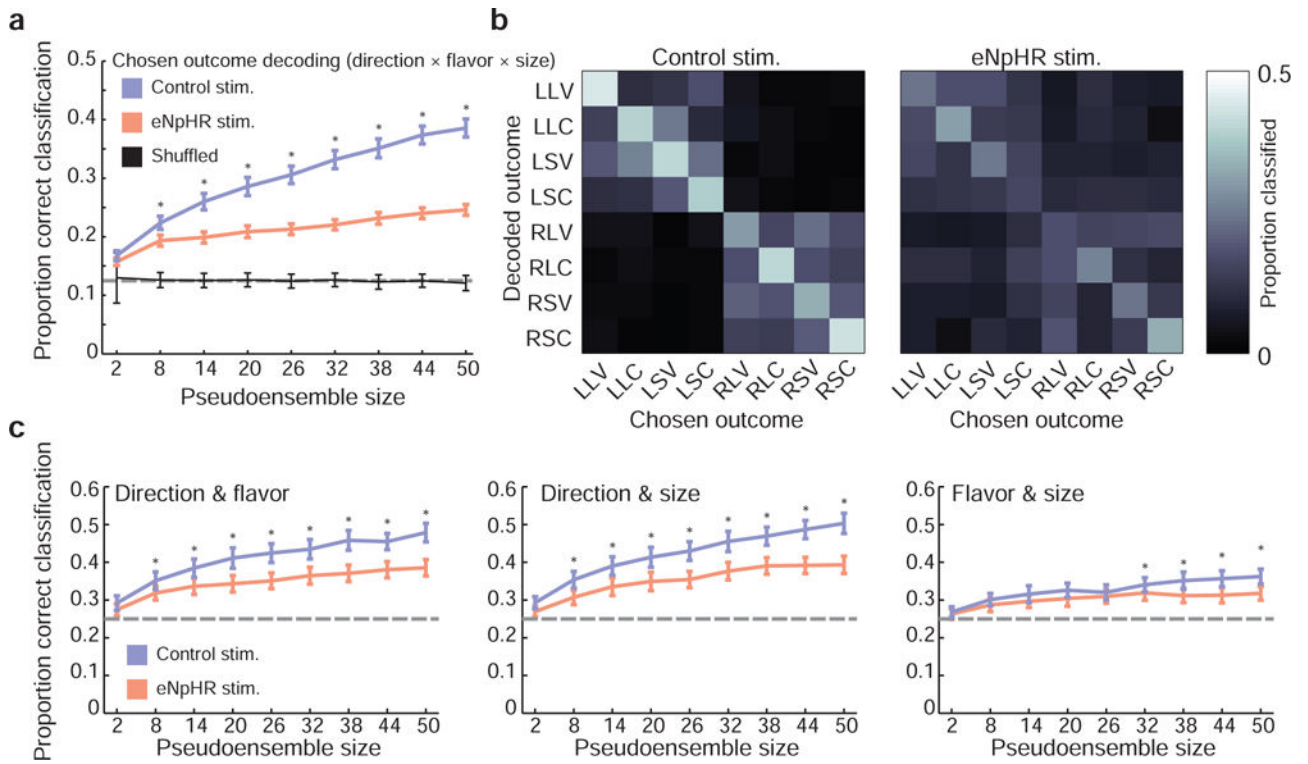 a
Chosen outcome decoding (direction × flavor × size)
Control stim.
eNpHR stim.
Shuffled
Proportion correct classification
0.5
0.4
0.3
0.2
0.1
0
* * * * * * * *
2 8 14 20 26 32 38 44 50
Pseudoensemble size
b
Control stim.
eNpHR stim.
Decoded outcome
LLV
LLC
LSV
LSC
RLV
RLC
RSV
RSC
LLV LLC LSV LSC RLV RLC RSV RSC
Chosen outcome
LLV LLC LSV LSC RLV RLC RSV RSC
Chosen outcome
0.5
0
Proportion classified
c
Proportion correct classification
Direction & flavor
0.6
0.5
0.4
0.3
0.2
0.1
0
* * * * * * * *
Control stim.
eNpHR stim.
2 8 14 20 26 32 38 44 50
Pseudoensemble size
Direction & size
0.6
0.5
0.4
0.3
0.2
0.1
0
* * * * * * * *
2 8 14 20 26 32 38 44 50
Pseudoensemble size
Flavor & size
0.6
0.5
0.4
0.3
0.2
0.1
0
* * * *
2 8 14 20 26 32 38 44 50
Pseudoensemble size